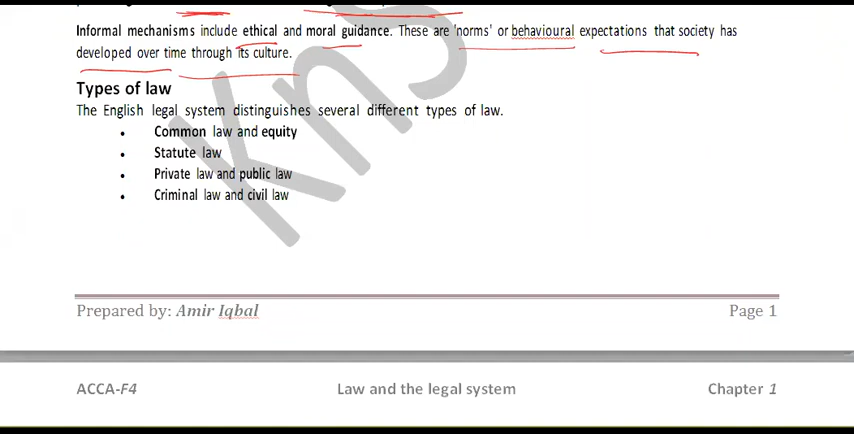 Informal mechanisms include ethical and moral guidance. These are 'norms' or behavioural expectations that society has
developed over time through its culture.
Types of law
The English legal system distinguishes several different types of law.
• Common law and equity
• Statute law
• Private law and public law
• Criminal law and civil law
Kns
Prepared by: Amir Iqbal Page 1
ACCA-F4 Law and the legal system Chapter 1